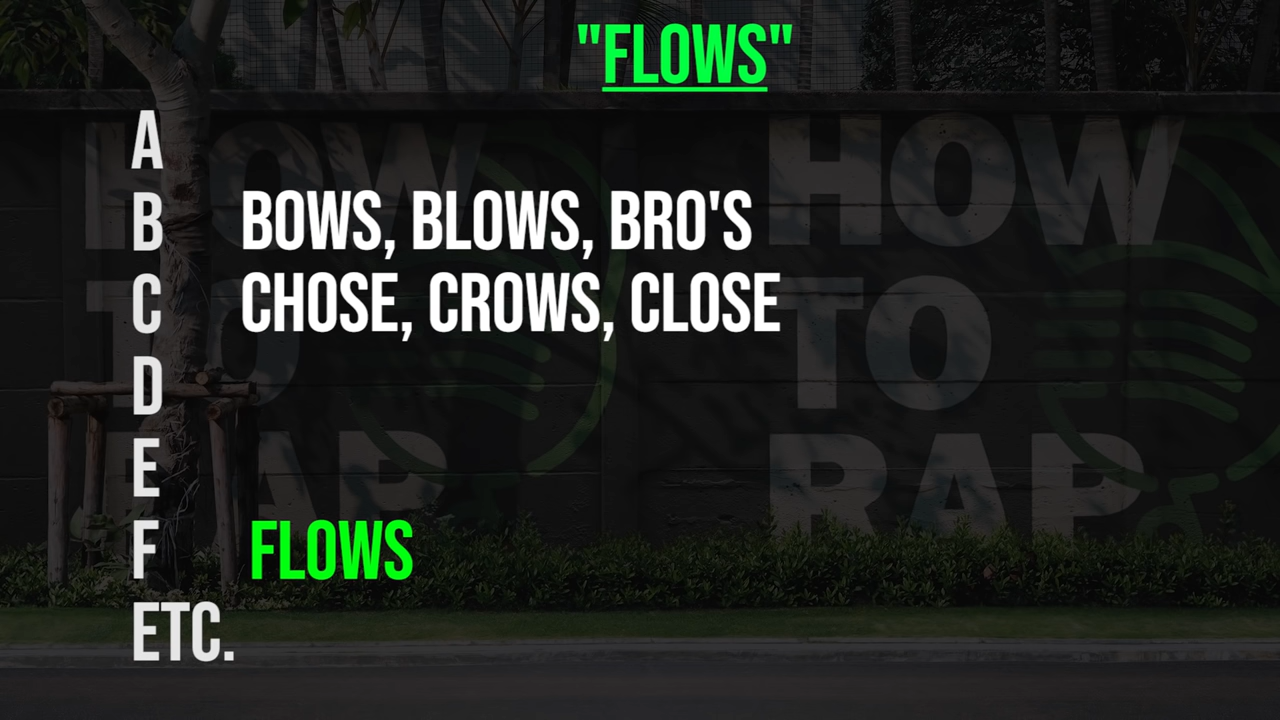 "FLOWS"
A
B BOWS, BLOWS, BRO'S
C CHOSE, CROWS, CLOSE
D
E
F FLOWS
ETC.
HOW HOW
TO TO
RAP RAP